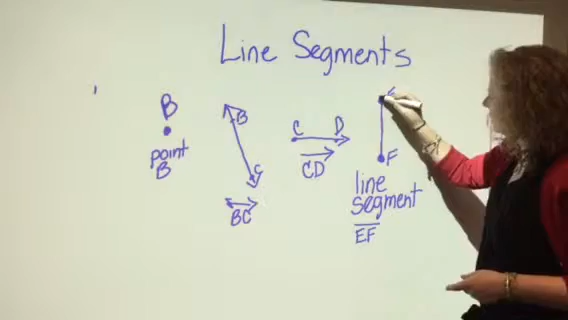 Line Segments
B
point
B
B
C
BC
C D
CD
F
line
segment
EF